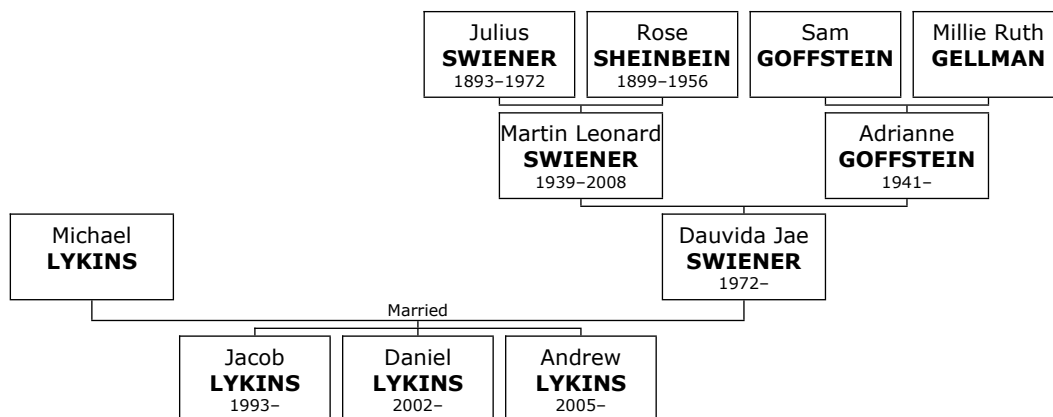 Julius
SWIENER
1893–1972
Rose
SHEINBEIN
1899–1956
Sam
GOFFSTEIN
Millie Ruth
GELLMAN
Martin Leonard
SWIENER
1939–2008
Adrianne
GOFFSTEIN
1941–
Michael
LYKINS
Dauvida Jae
SWIENER
1972–
Married
Jacob
LYKINS
1993–
Daniel
LYKINS
2002–
Andrew
LYKINS
2005–